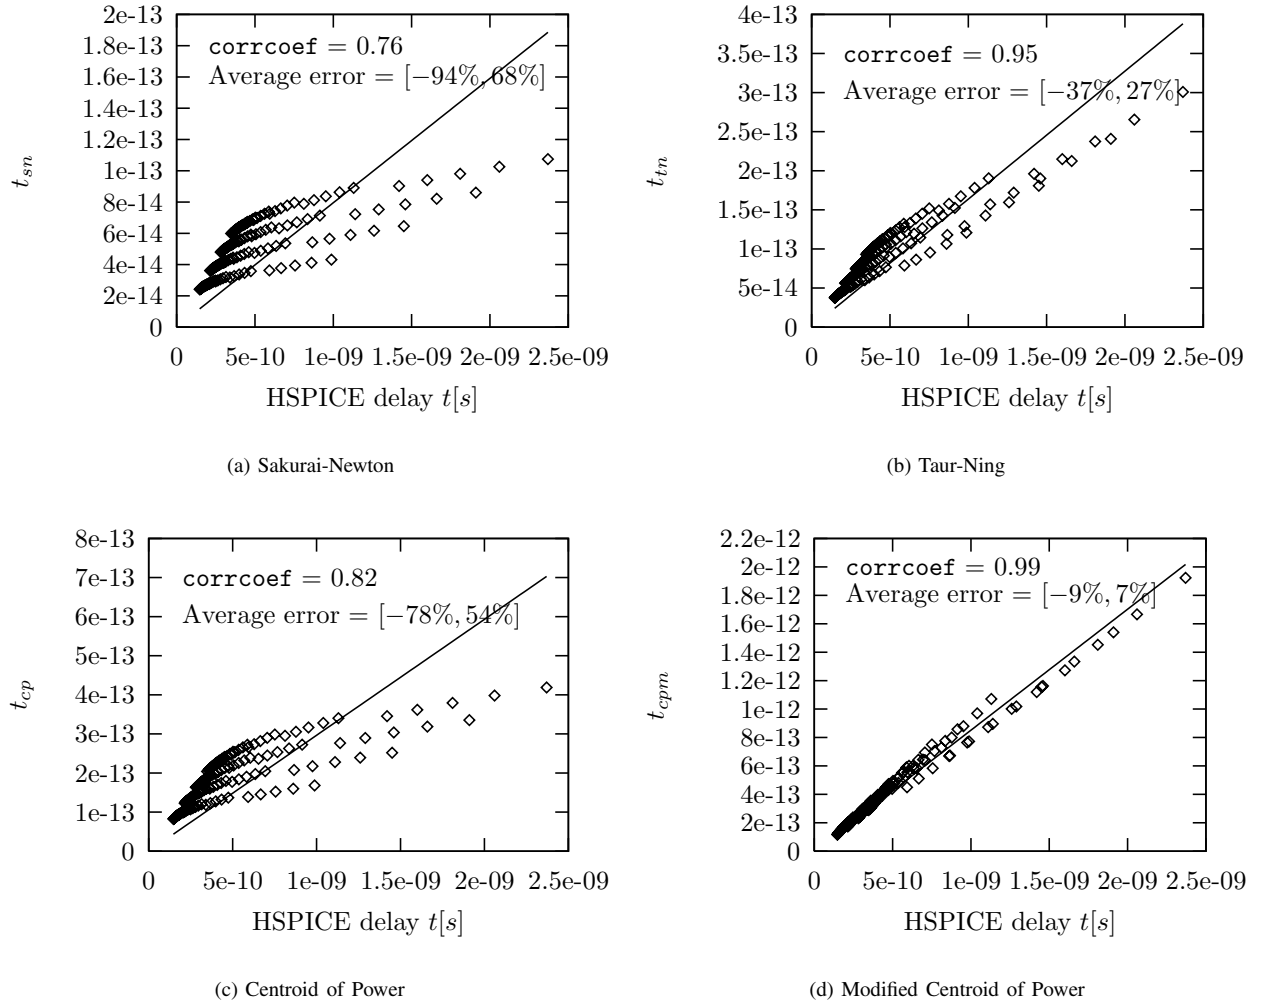 2e-13
1.8e-13
1.6e-13
1.4e-13
1.2e-13
1e-13
8e-14
6e-14
4e-14
2e-14
0
t_sn
corrcoef = 0.76
Average error = [−94%, 68%]
0 5e-10 1e-09 1.5e-09 2e-09 2.5e-09
HSPICE delay t[s]
(a) Sakurai-Newton
4e-13
3.5e-13
3e-13
2.5e-13
2e-13
1.5e-13
1e-13
5e-14
0
t_tn
corrcoef = 0.95
Average error = [−37%, 27%]
0 5e-10 1e-09 1.5e-09 2e-09 2.5e-09
HSPICE delay t[s]
(b) Taur-Ning
8e-13
7e-13
6e-13
5e-13
4e-13
3e-13
2e-13
1e-13
0
t_cp
corrcoef = 0.82
Average error = [−78%, 54%]
0 5e-10 1e-09 1.5e-09 2e-09 2.5e-09
HSPICE delay t[s]
(c) Centroid of Power
2.2e-12
2e-12
1.8e-12
1.6e-12
1.4e-12
1.2e-12
1e-12
8e-13
6e-13
4e-13
2e-13
0
t_cpm
corrcoef = 0.99
Average error = [−9%, 7%]
0 5e-10 1e-09 1.5e-09 2e-09 2.5e-09
HSPICE delay t[s]
(d) Modified Centroid of Power